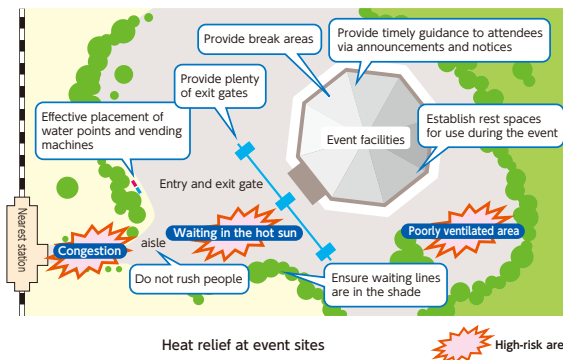 Provide break areas
Provide timely guidance to attendees
via announcements and notices
Provide plenty
of exit gates
Effective placement of
water points and vending
machines
Event facilities
Establish rest spaces
for use during the event
Entry and exit gate
Nearest station
Congestion
aisle
Waiting in the hot sun
Poorly ventilated area
Do not rush people
Ensure waiting lines
are in the shade
Heat relief at event sites
High-risk are